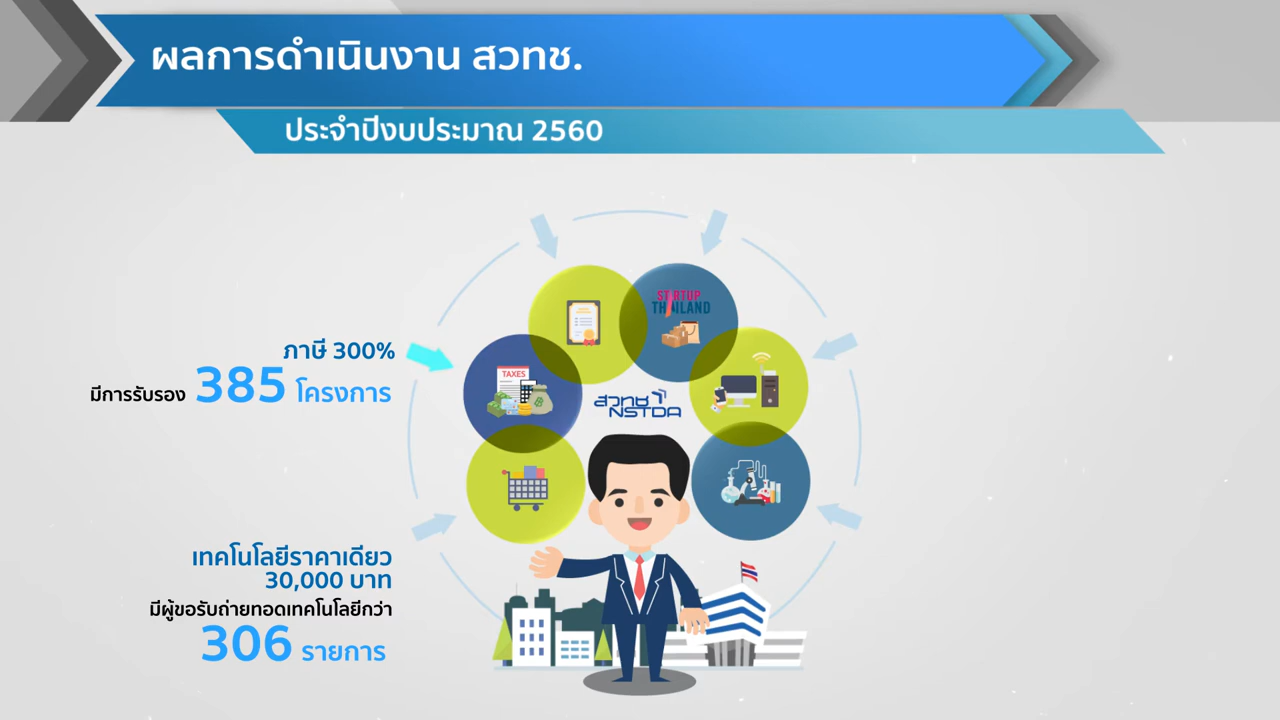 ผลการดำเนินงาน สวทช.
ประจำปีงบประมาณ 2560
STARTUP
THAILAND
TAXES
ภาษี 300%
มีการรับรอง 385 โครงการ
สวทช
NSTDA
เทคโนโลยีราคาเดียว
30,000 บาท
มีผู้ขอรับถ่ายทอดเทคโนโลยีกว่า
306 รายการ